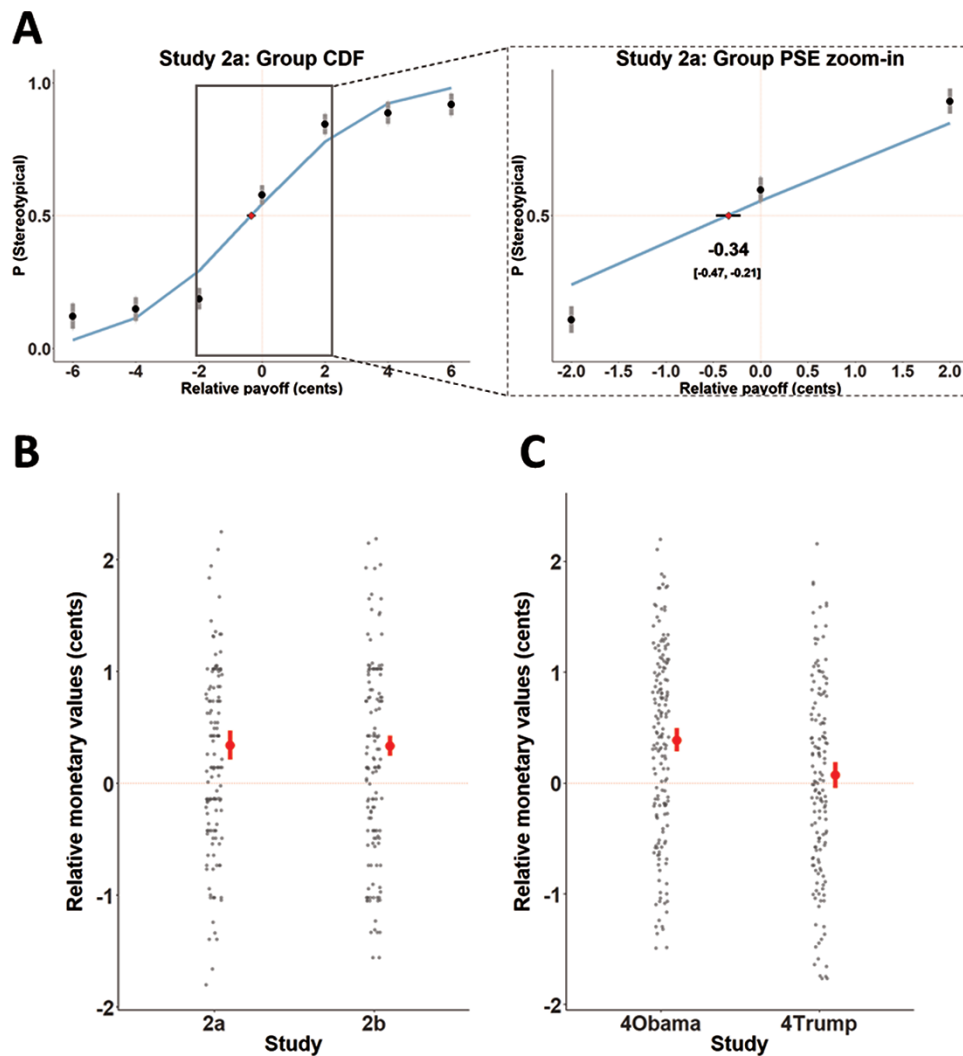 A
Study 2a: Group CDF
1.0
0.5
0.0
P (Stereotypical)
-6 -4 -2 0 2 4 6
Relative payoff (cents)
Study 2a: Group PSE zoom-in
0.5
P (Stereotypical)
-0.34
[-0.47, -0.21]
-2.0 -1.5 -1.0 -0.5 0.0 0.5 1.0 1.5 2.0
Relative payoff (cents)
B
2
1
0
-1
-2
Relative monetary values (cents)
2a 2b
Study
C
2
1
0
-1
-2
Relative monetary values (cents)
4Obama 4Trump
Study